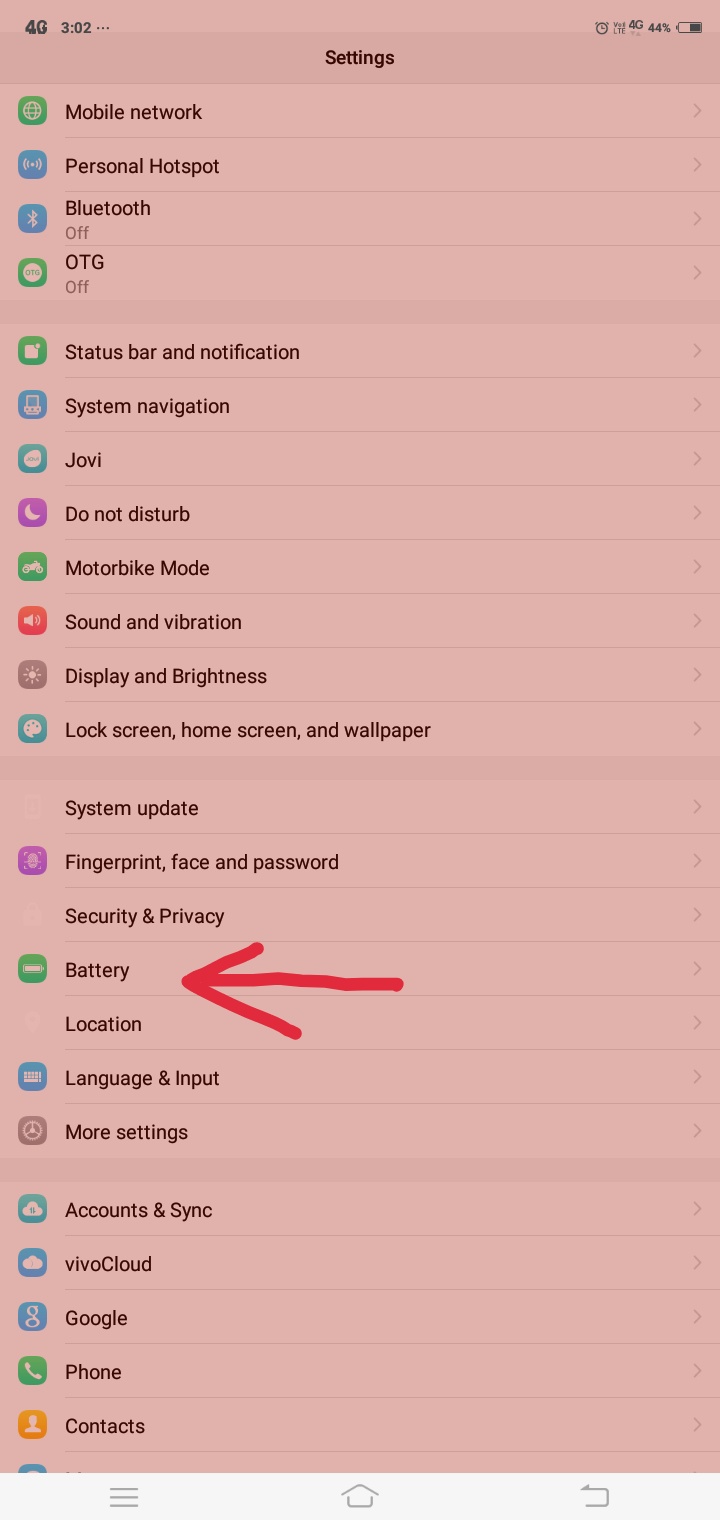 4G 3:02 ...
VoLTE 4G 44%
Settings
Mobile network
Personal Hotspot
Bluetooth
Off
OTG
OTG
Off
Status bar and notification
System navigation
JOVI
Jovi
Do not disturb
Motorbike Mode
Sound and vibration
Display and Brightness
Lock screen, home screen, and wallpaper
System update
Fingerprint, face and password
Security & Privacy
Battery
Location
Language & Input
More settings
Accounts & Sync
vivoCloud
Google
Phone
Contacts